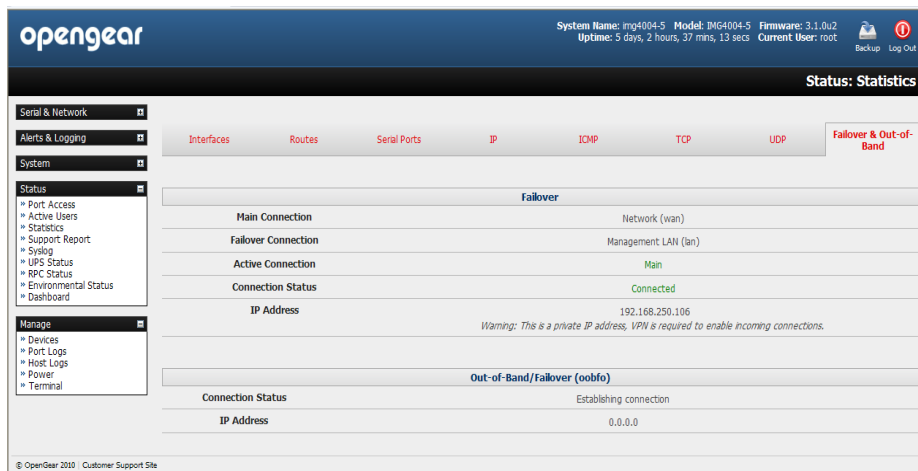 opengear
System Name: img4004-5 Model: IMG4004-5 Firmware: 3.1.0u2
Uptime: 5 days, 2 hours, 37 mins, 13 secs Current User: root
Backup Log Out
Status: Statistics
Serial & Network
Alerts & Logging
System
Status
» Port Access
» Active Users
» Statistics
» Support Report
» Syslog
» UPS Status
» RPC Status
» Environmental Status
» Dashboard
Manage
» Devices
» Port Logs
» Host Logs
» Power
» Terminal
Interfaces Routes Serial Ports IP ICMP TCP UDP Failover & Out-of-
Band
Failover
Main Connection Network (wan)
Failover Connection Management LAN (lan)
Active Connection Main
Connection Status Connected
IP Address 192.168.250.106
Warning: This is a private IP address, VPN is required to enable incoming connections.
Out-of-Band/Failover (oobfo)
Connection Status Establishing connection
IP Address 0.0.0.0
© OpenGear 2010 | Customer Support Site